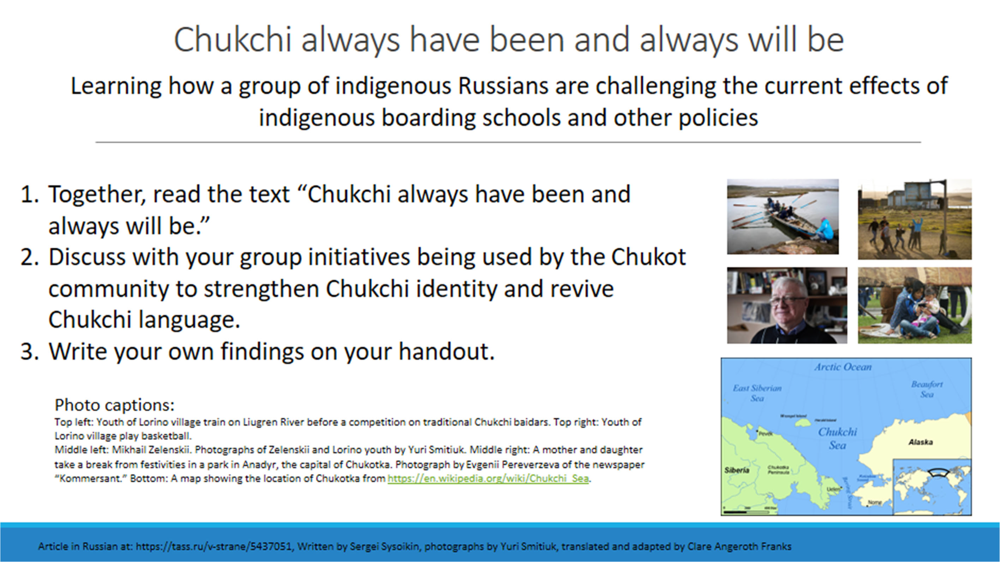 Chukchi always have been and always will be
Learning how a group of indigenous Russians are challenging the current effects of
indigenous boarding schools and other policies
1. Together, read the text “Chukchi always have been and
always will be.”
2. Discuss with your group initiatives being used by the Chukot
community to strengthen Chukchi identity and revive
Chukchi language.
3. Write your own findings on your handout.
Photo captions:
Top left: Youth of Lorino village train on Liugren River before a competition on traditional Chukchi baidars. Top right: Youth of
Lorino village play basketball.
Middle left: Mikhail Zelenskii. Photographs of Zelenskii and Lorino youth by Yuri Smitiuk. Middle right: A mother and daughter
take a break from festivities in a park in Anadyr, the capital of Chukotka. Photograph by Evgenii Pereverzeva of the newspaper
“Kommersant.” Bottom: A map showing the location of Chukotka from https://en.wikipedia.org/wiki/Chukchi_Sea.
Arctic Ocean
East Siberian
Sea
Beaufort
Sea
Wrangel Island
Herald Island
Pevek
Chukchi
Sea
Alaska
Siberia
Chukotka
Peninsula
Uelen
Bering Strait
Nome
Article in Russian at: https://tass.ru/v-strane/5437051, Written by Sergei Sysoikin, photographs by Yuri Smitiuk, translated and adapted by Clare Angeroth Franks